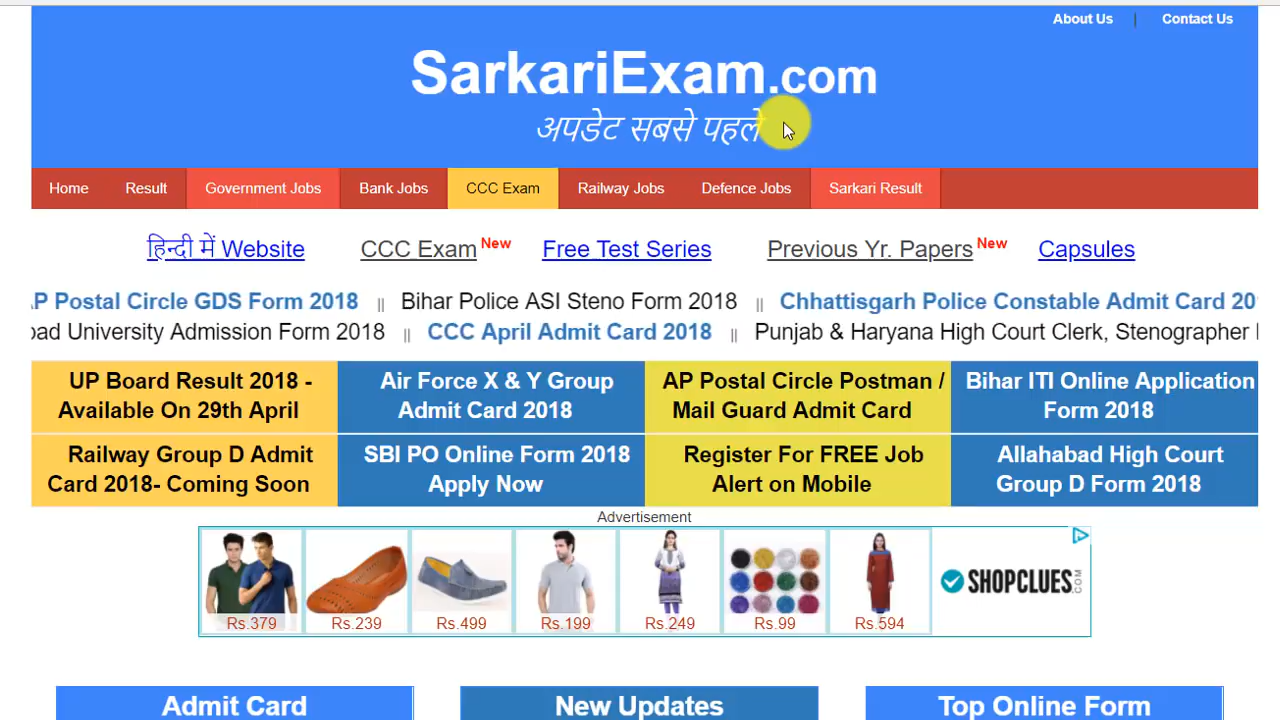 About Us | Contact Us
SarkariExam.com
अपडेट सबसे पहले
Home Result Government Jobs Bank Jobs CCC Exam Railway Jobs Defence Jobs Sarkari Result
हिन्दी में Website CCC Exam New Free Test Series Previous Yr. Papers New Capsules
AP Postal Circle GDS Form 2018 || Bihar Police ASI Steno Form 2018 || Chhattisgarh Police Constable Admit Card 20
University Admission Form 2018 || CCC April Admit Card 2018 || Punjab & Haryana High Court Clerk, Stenographer
UP Board Result 2018 -
Available On 29th April
Air Force X & Y Group
Admit Card 2018
AP Postal Circle Postman /
Mail Guard Admit Card
Bihar ITI Online Application
Form 2018
Railway Group D Admit
Card 2018- Coming Soon
SBI PO Online Form 2018
Apply Now
Register For FREE Job
Alert on Mobile
Allahabad High Court
Group D Form 2018
Advertisement
Rs.379 Rs.239 Rs.499 Rs.199 Rs.249 Rs.99 Rs.594
SHOPCLUES.COM
Admit Card New Updates Top Online Form